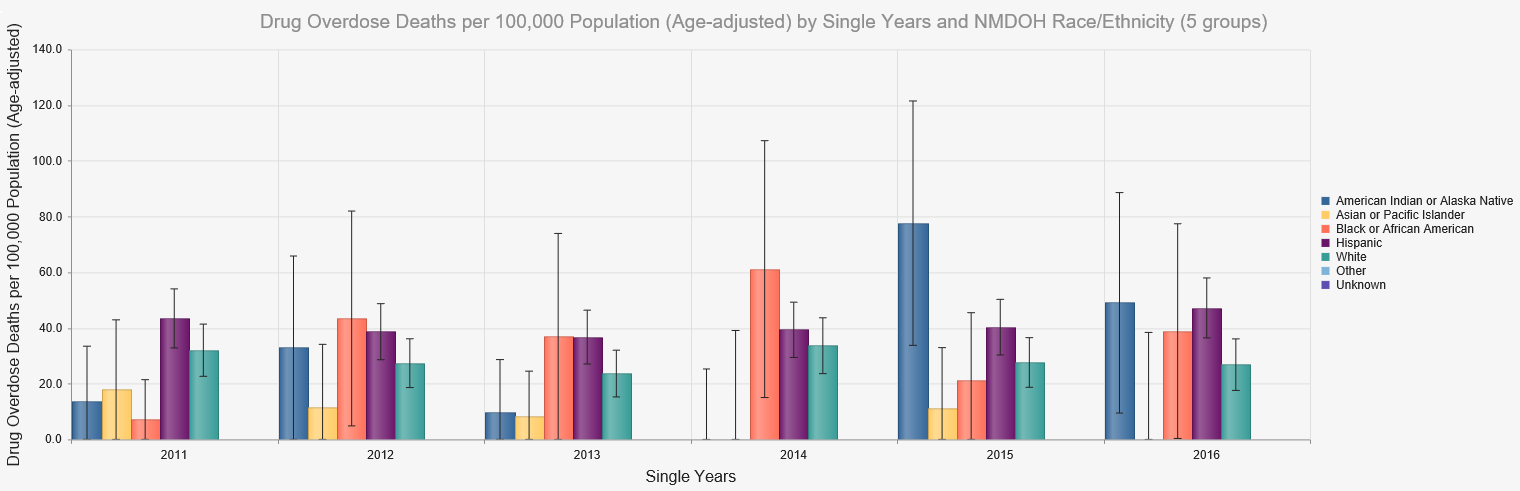 Drug Overdose Deaths per 100,000 Population (Age-adjusted) by Single Years and NMDOH Race/Ethnicity (5 groups)
Drug Overdose Deaths per 100,000 Population (Age-adjusted)
140.0
120.0
100.0
80.0
60.0
40.0
20.0
0.0
2011 2012 2013 2014 2015 2016
Single Years
American Indian or Alaska Native
Asian or Pacific Islander
Black or African American
Hispanic
White
Other
Unknown